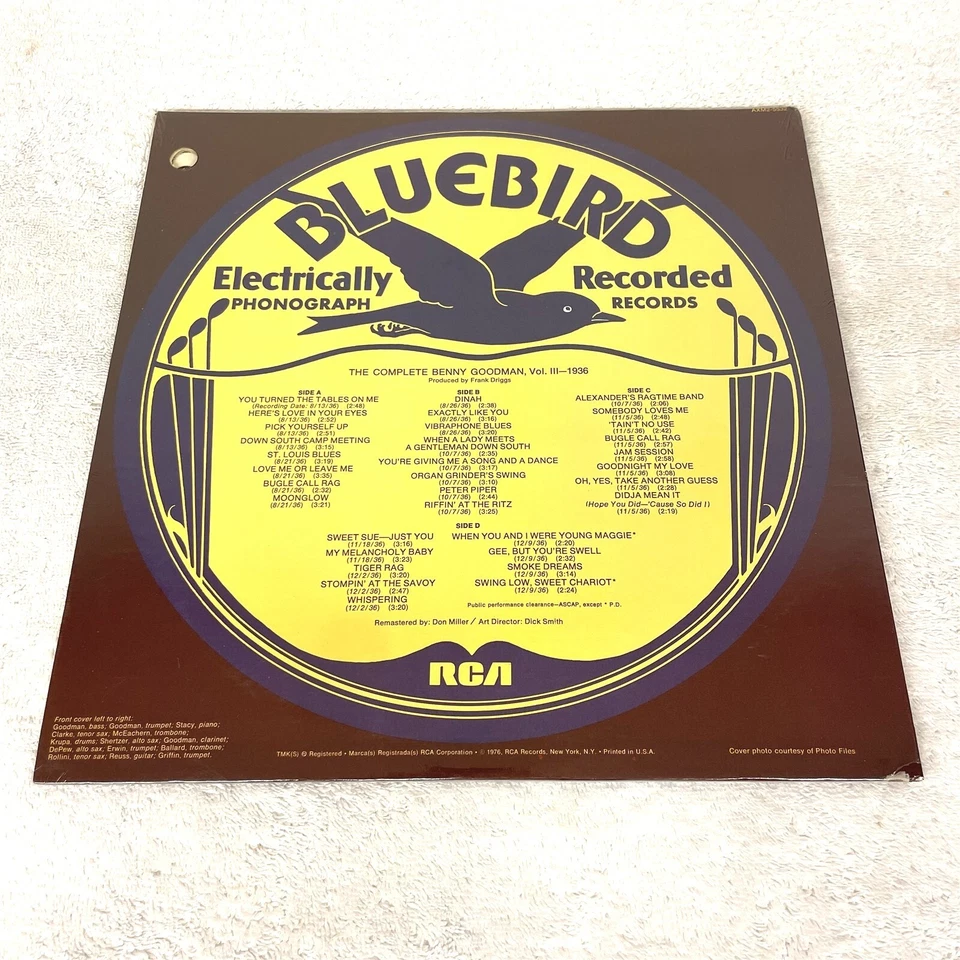 BLUEBIRD
Electrically Recorded
PHONOGRAPH RECORDS
THE COMPLETE BENNY GOODMAN, Vol. III—1936
Produced by Frank Driggs
SIDE A
YOU TURNED THE TABLES ON ME
(Recording Date: 8/13/36) (2:48)
HERE'S LOVE IN YOUR EYES
(8/13/36) (2:52)
PICK YOURSELF UP
(8/13/36) (2:51)
DOWN SOUTH CAMP MEETING
(8/13/36) (3:15)
ST. LOUIS BLUES
(8/21/36) (3:19)
LOVE ME OR LEAVE ME
(8/21/36) (3:35)
BUGLE CALL RAG
(8/21/36) (2:32)
MOONGLOW
(8/21/36) (3:21)
SIDE B
DINAH
(8/26/36) (2:38)
EXACTLY LIKE YOU
(8/26/36) (3:16)
VIBRAPHONE BLUES
(8/26/36) (3:20)
WHEN A LADY MEETS
A GENTLEMAN DOWN SOUTH
(10/7/36) (2:35)
YOU'RE GIVING ME A SONG AND A DANCE
(10/7/36) (3:17)
ORGAN GRINDER'S SWING
(10/7/36) (3:10)
PETER PIPER
(10/7/36) (2:44)
RIFFIN' AT THE RITZ
(10/7/36) (3:25)
SIDE C
ALEXANDER'S RAGTIME BAND
(10/7/36) (2:06)
SOMEBODY LOVES ME
(11/5/36) (2:48)
'TAIN'T NO USE
(11/5/36) (2:42)
BUGLE CALL RAG
(11/5/36) (2:57)
JAM SESSION
(11/5/36) (2:58)
GOODNIGHT MY LOVE
(11/5/36) (3:08)
OH, YES, TAKE ANOTHER GUESS
(11/5/36) (2:28)
DIDJA MEAN IT
(Hope You Did—'Cause So Did I)
(11/5/36) (2:19)
SIDE D
SWEET SUE—JUST YOU
(11/18/36) (3:16)
MY MELANCHOLY BABY
(11/18/36) (3:23)
TIGER RAG
(12/2/36) (3:20)
STOMPIN' AT THE SAVOY
(12/2/36) (2:47)
WHISPERING
(12/2/36) (3:20)
WHEN YOU AND I WERE YOUNG MAGGIE*
(12/9/36) (2:20)
GEE, BUT YOU'RE SWELL
(12/9/36) (2:32)
SMOKE DREAMS
(12/9/36) (3:14)
SWING LOW, SWEET CHARIOT*
(12/9/36) (2:24)
Public performance clearance—ASCAP, except * P.D.
Remastered by: Don Miller / Art Director: Dick Smith
RCA
Front cover left to right:
Goodman, bass; Goodman, trumpet; Stacy, piano;
Clarke, tenor sax; McEachern, trombone;
Krupa, drums; Shertzer, alto sax; Goodman, clarinet;
DePew, alto sax; Erwin, trumpet; Ballard, trombone;
Rollini, tenor sax; Reuss, guitar; Griffin, trumpet.
TMK(S) ® Registered • Marca(s) Registrada(s) RCA Corporation • © 1976, RCA Records, New York, N.Y. • Printed in U.S.A.
Cover photo courtesy of Photo Files